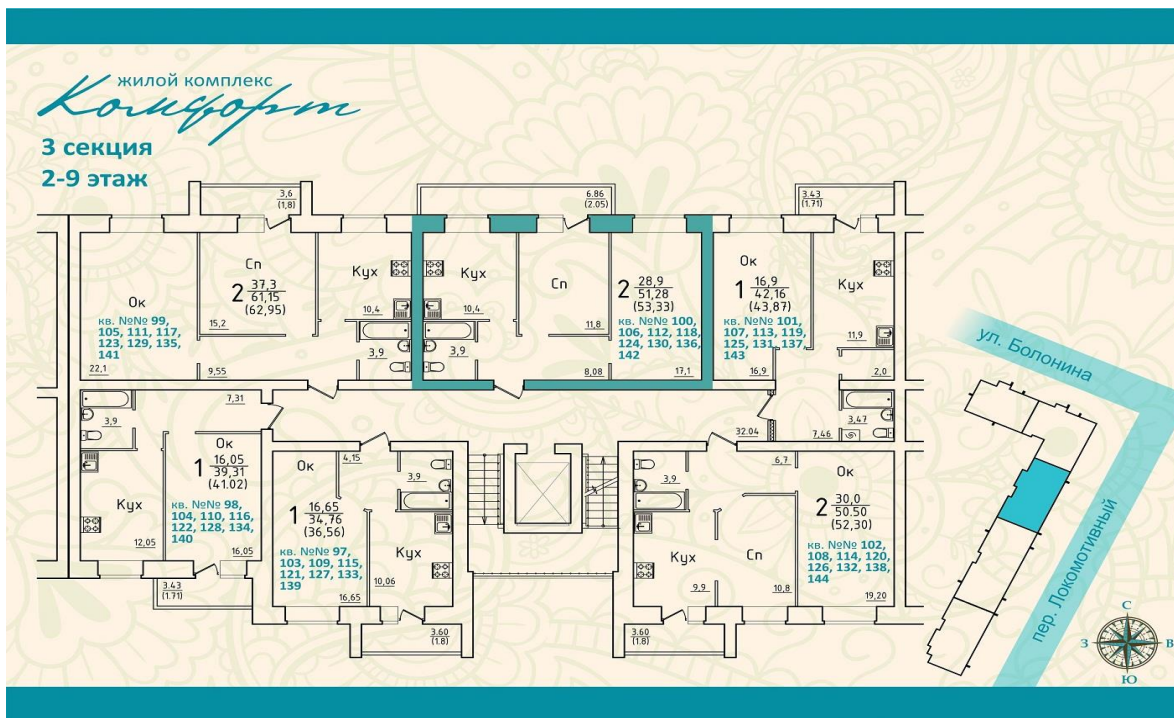 жилой комплекс
Комфорт
3 секция
2-9 этаж
3,6
(1,8)
6.86
(2.05)
3.43
(1.71)
Ок
22,1
Сп
2 37,3
61,15
(62,95)
15,2
кв. №№ 99,
105, 111, 117,
123, 129, 135,
141
9,55
Кух
10,4
3,9
Кух
10,4
3,9
Сп
11,8
8,08
2 28,9
51,28
(53,33)
кв. №№ 100,
106, 112, 118,
124, 130, 136,
142
17,1
Ок
1 16,9
42,16
(43,87)
кв. №№ 101,
107, 113, 119,
125, 131, 137,
143
16,9
Кух
11,9
2,0
3,47
7,46
32.04
3,9
7,31
Ок
1 16,05
39,31
(41.02)
кв. №№ 98,
104, 110, 116,
122, 128, 134,
140
Кух
12,05
16,05
3.43
(1.71)
Ок
4,15
1 16,65
34,76
(36,56)
кв. №№ 97,
103, 109, 115,
121, 127, 133,
139
16,65
3,9
Кух
10,06
3.60
(1.8)
3,9
6,7
Кух
9,9
Сп
10,8
Ок
2 30,0
50.50
(52,30)
кв. №№ 102,
108, 114, 120,
126, 132, 138,
144
19,20
3.60
(1.8)
ул. Болонина
пер. Локомотивный
С
З
В
Ю